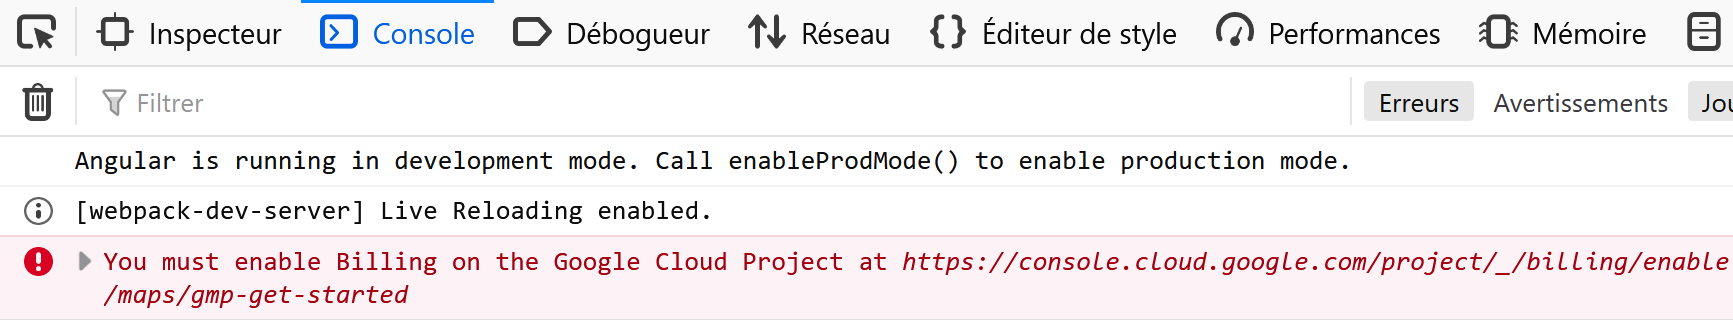 Inspecteur Console Débogueur Réseau Éditeur de style Performances Mémoire
Filtrer Erreurs Avertissements
Angular is running in development mode. Call enableProdMode() to enable production mode.
[webpack-dev-server] Live Reloading enabled.
You must enable Billing on the Google Cloud Project at https://console.cloud.google.com/project/_/billing/enable
/maps/gmp-get-started